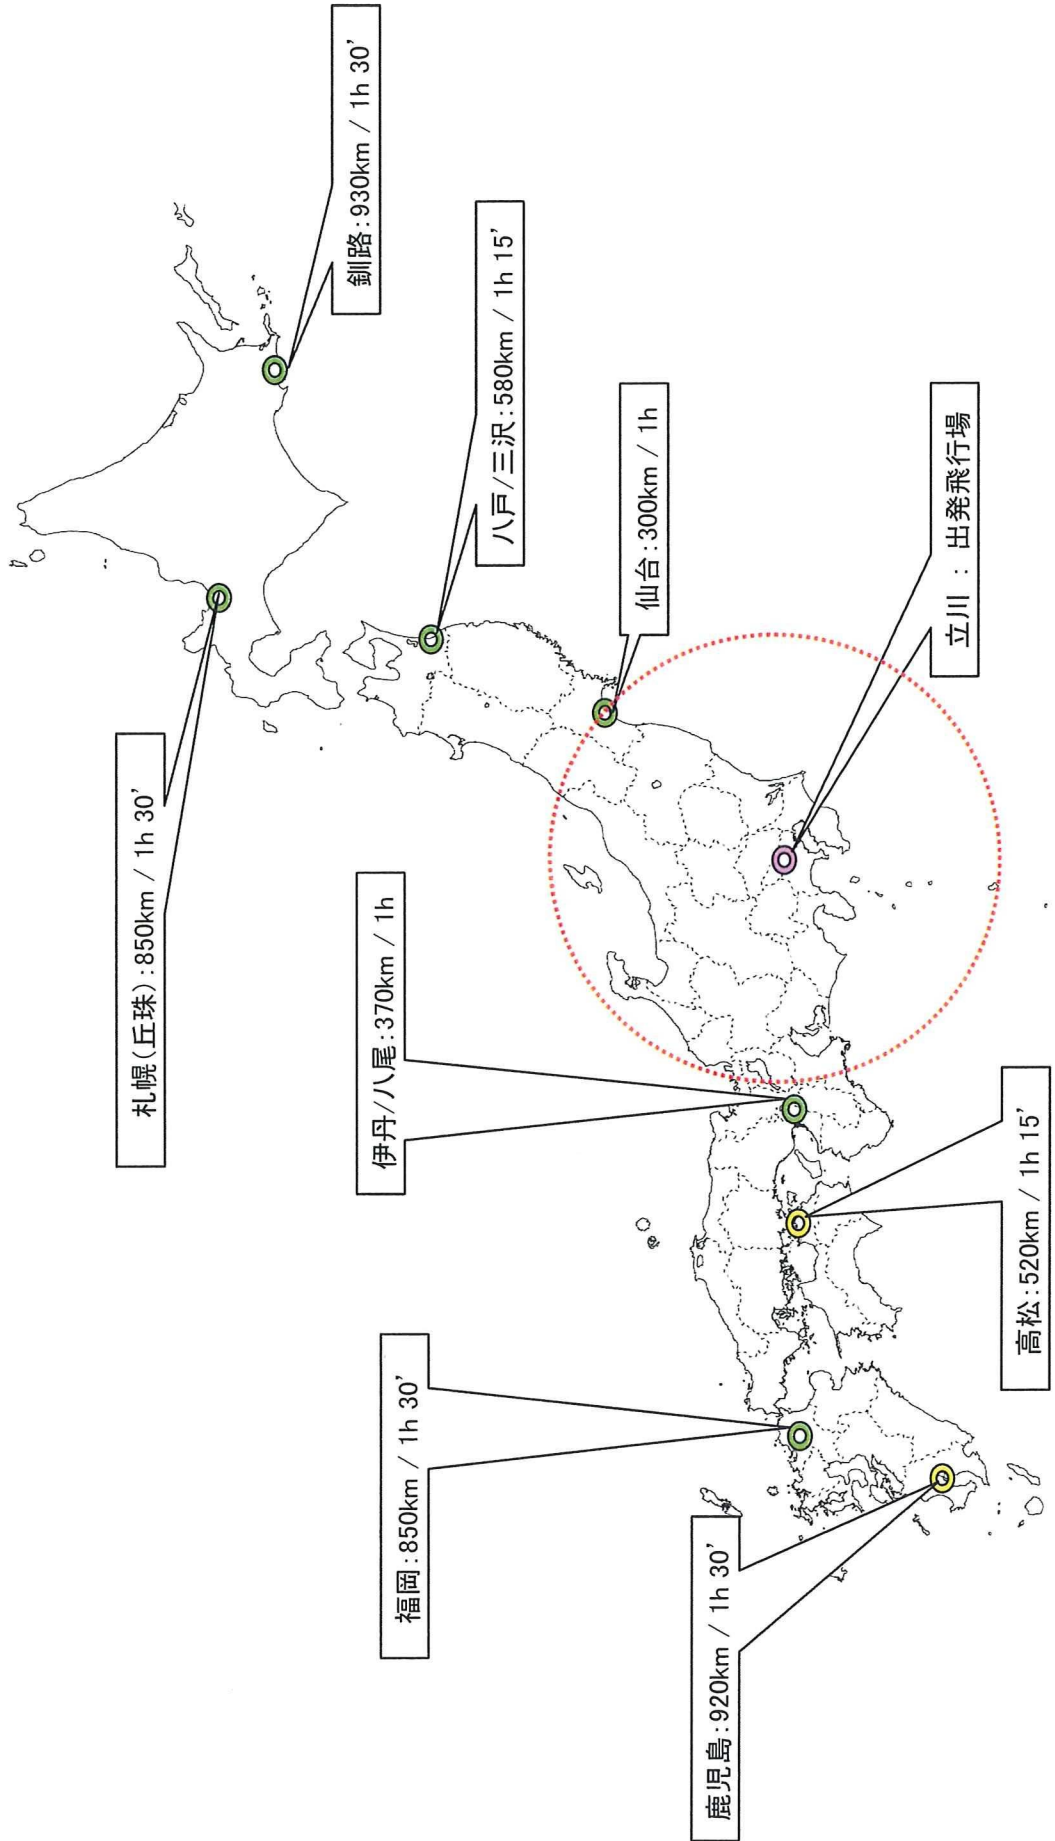 釧路:930km / 1h 30’
八戸/三沢:580km / 1h 15’
仙台:300km / 1h
立川 : 出発飛行場
札幌(丘珠):850km / 1h 30’
伊丹/八尾:370km / 1h
高松:520km / 1h 15’
福岡:850km / 1h 30’
鹿児島:920km / 1h 30’